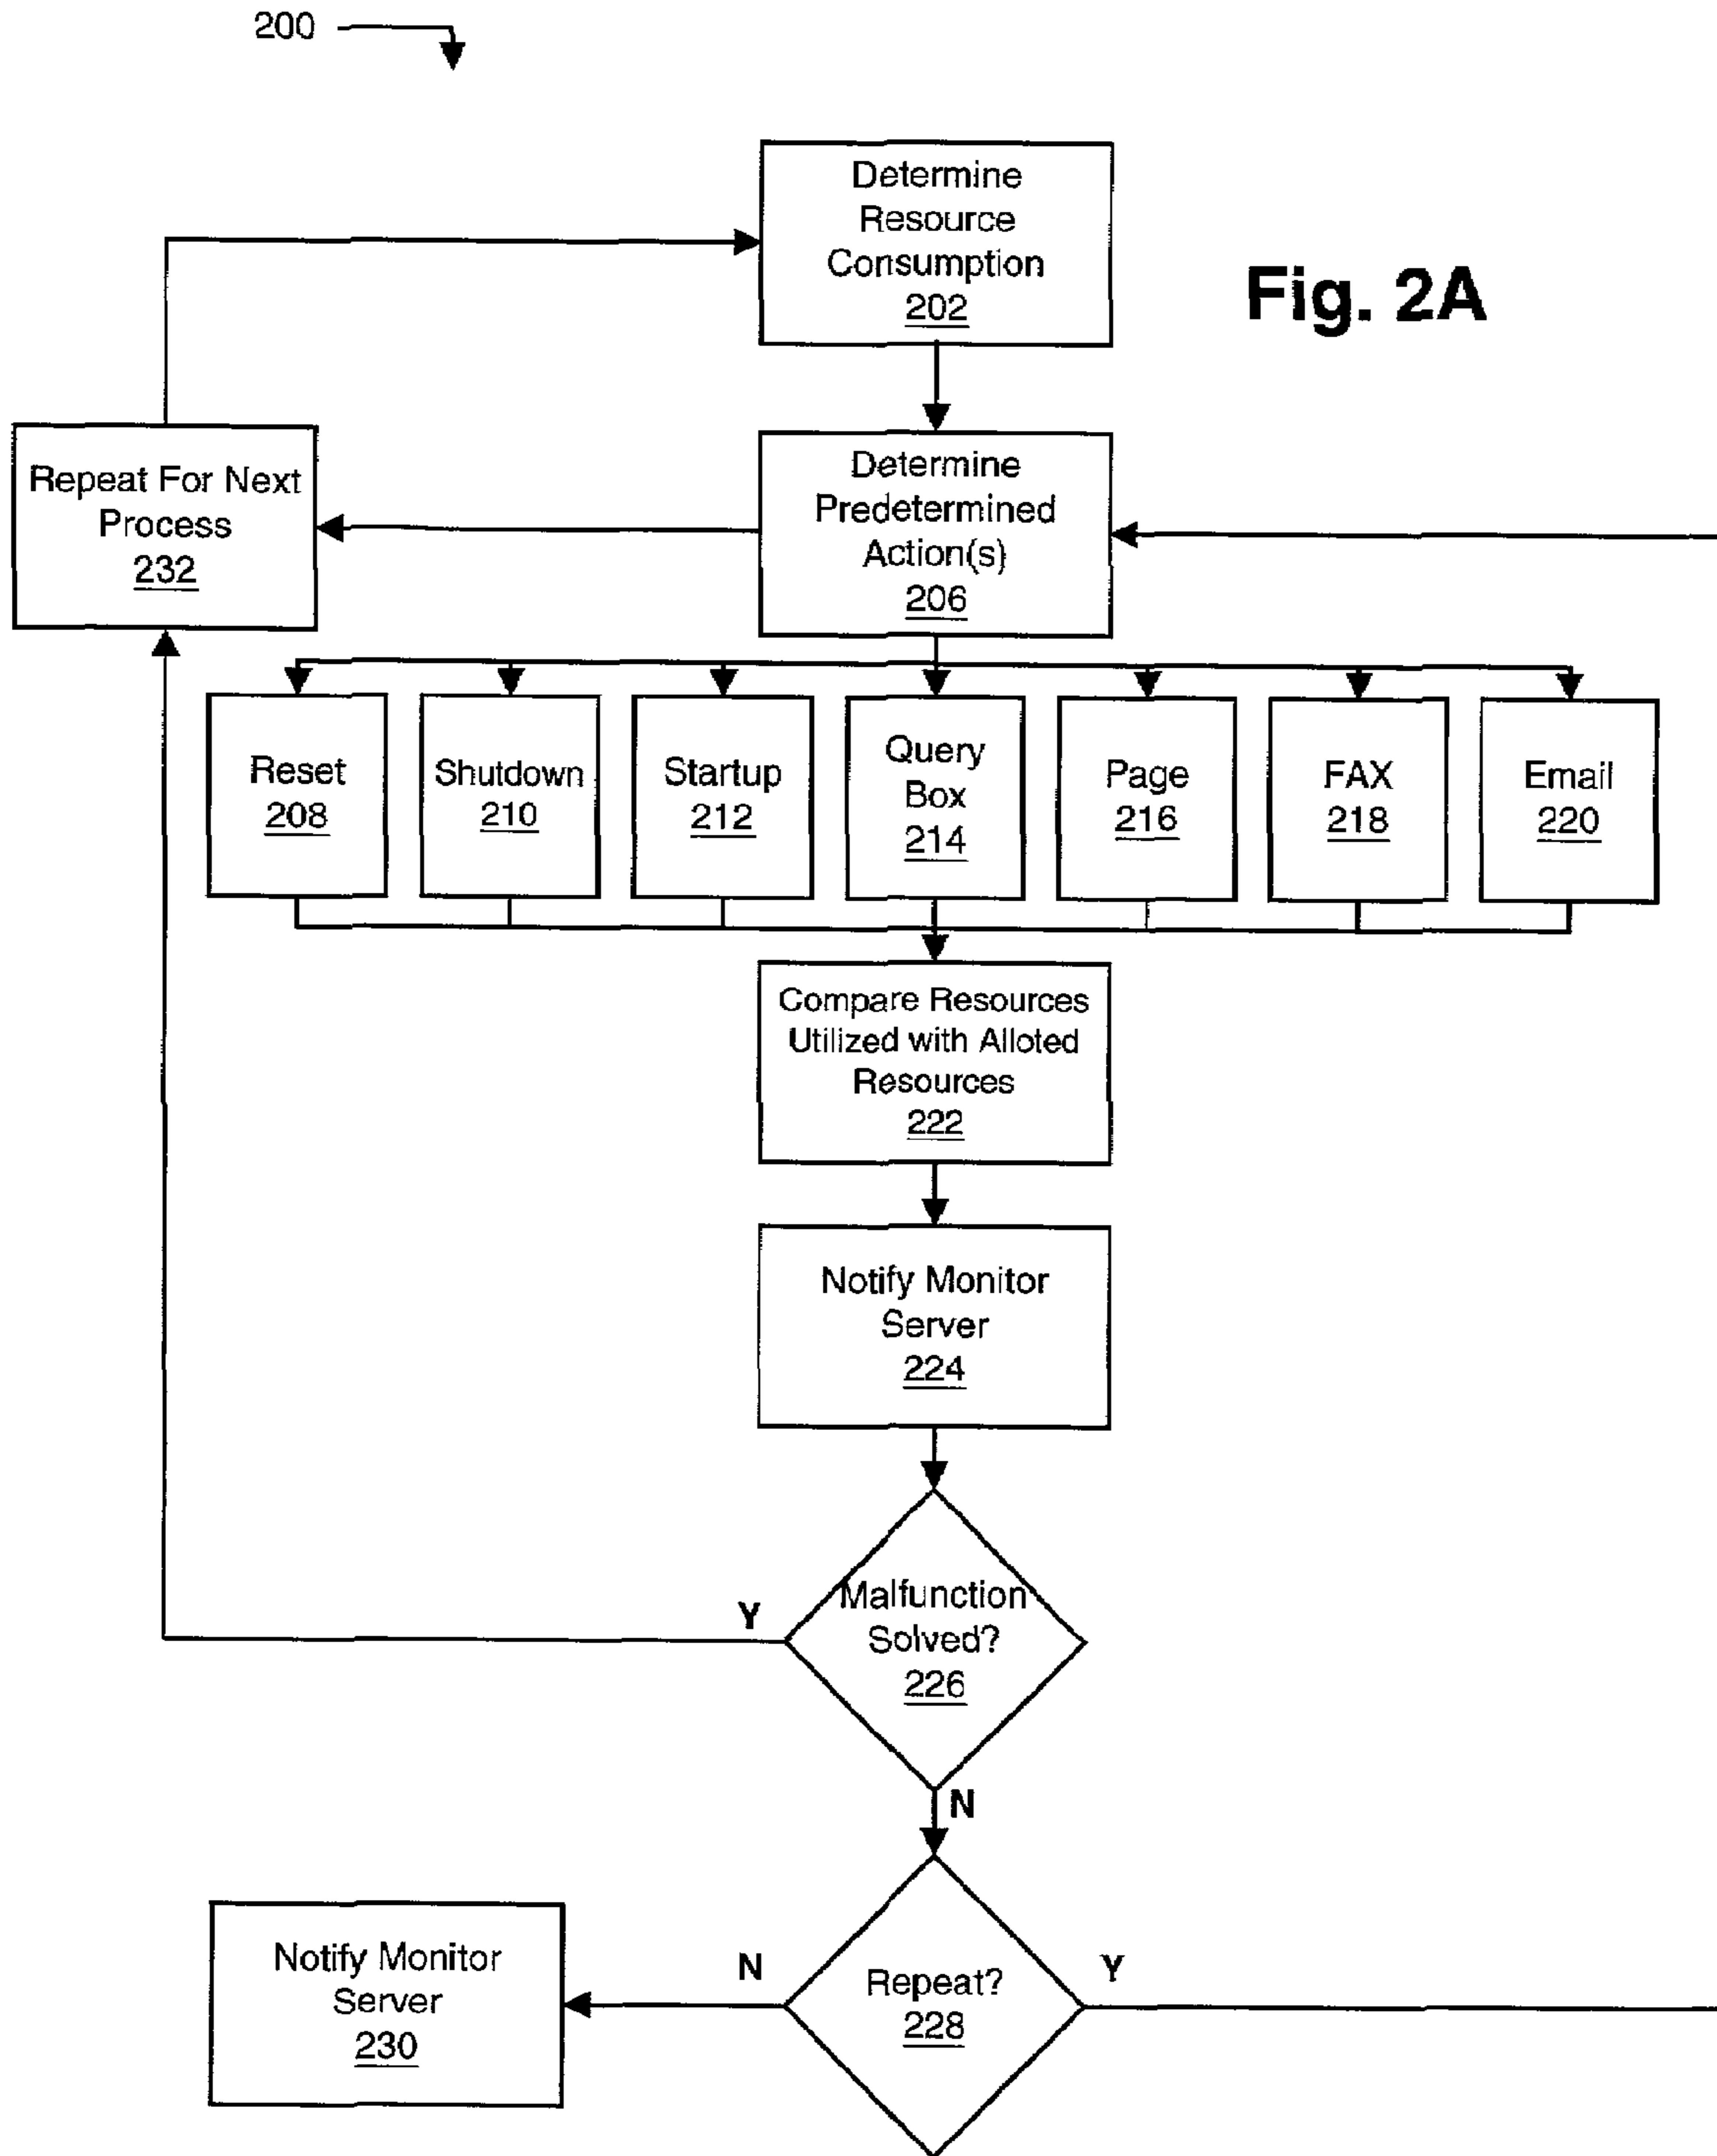 200
Determine
Resource
Consumption
202
Fig. 2A
Repeat For Next
Process
232
Determine
Predetermined
Action(s)
206
Reset
208
Shutdown
210
Startup
212
Query
Box
214
Page
216
FAX
218
Email
220
Compare Resources
Utilized with Alloted
Resources
222
Notify Monitor
Server
224
Malfunction
Solved?
226
Y
N
Repeat?
228
N
Y
Notify Monitor
Server
230